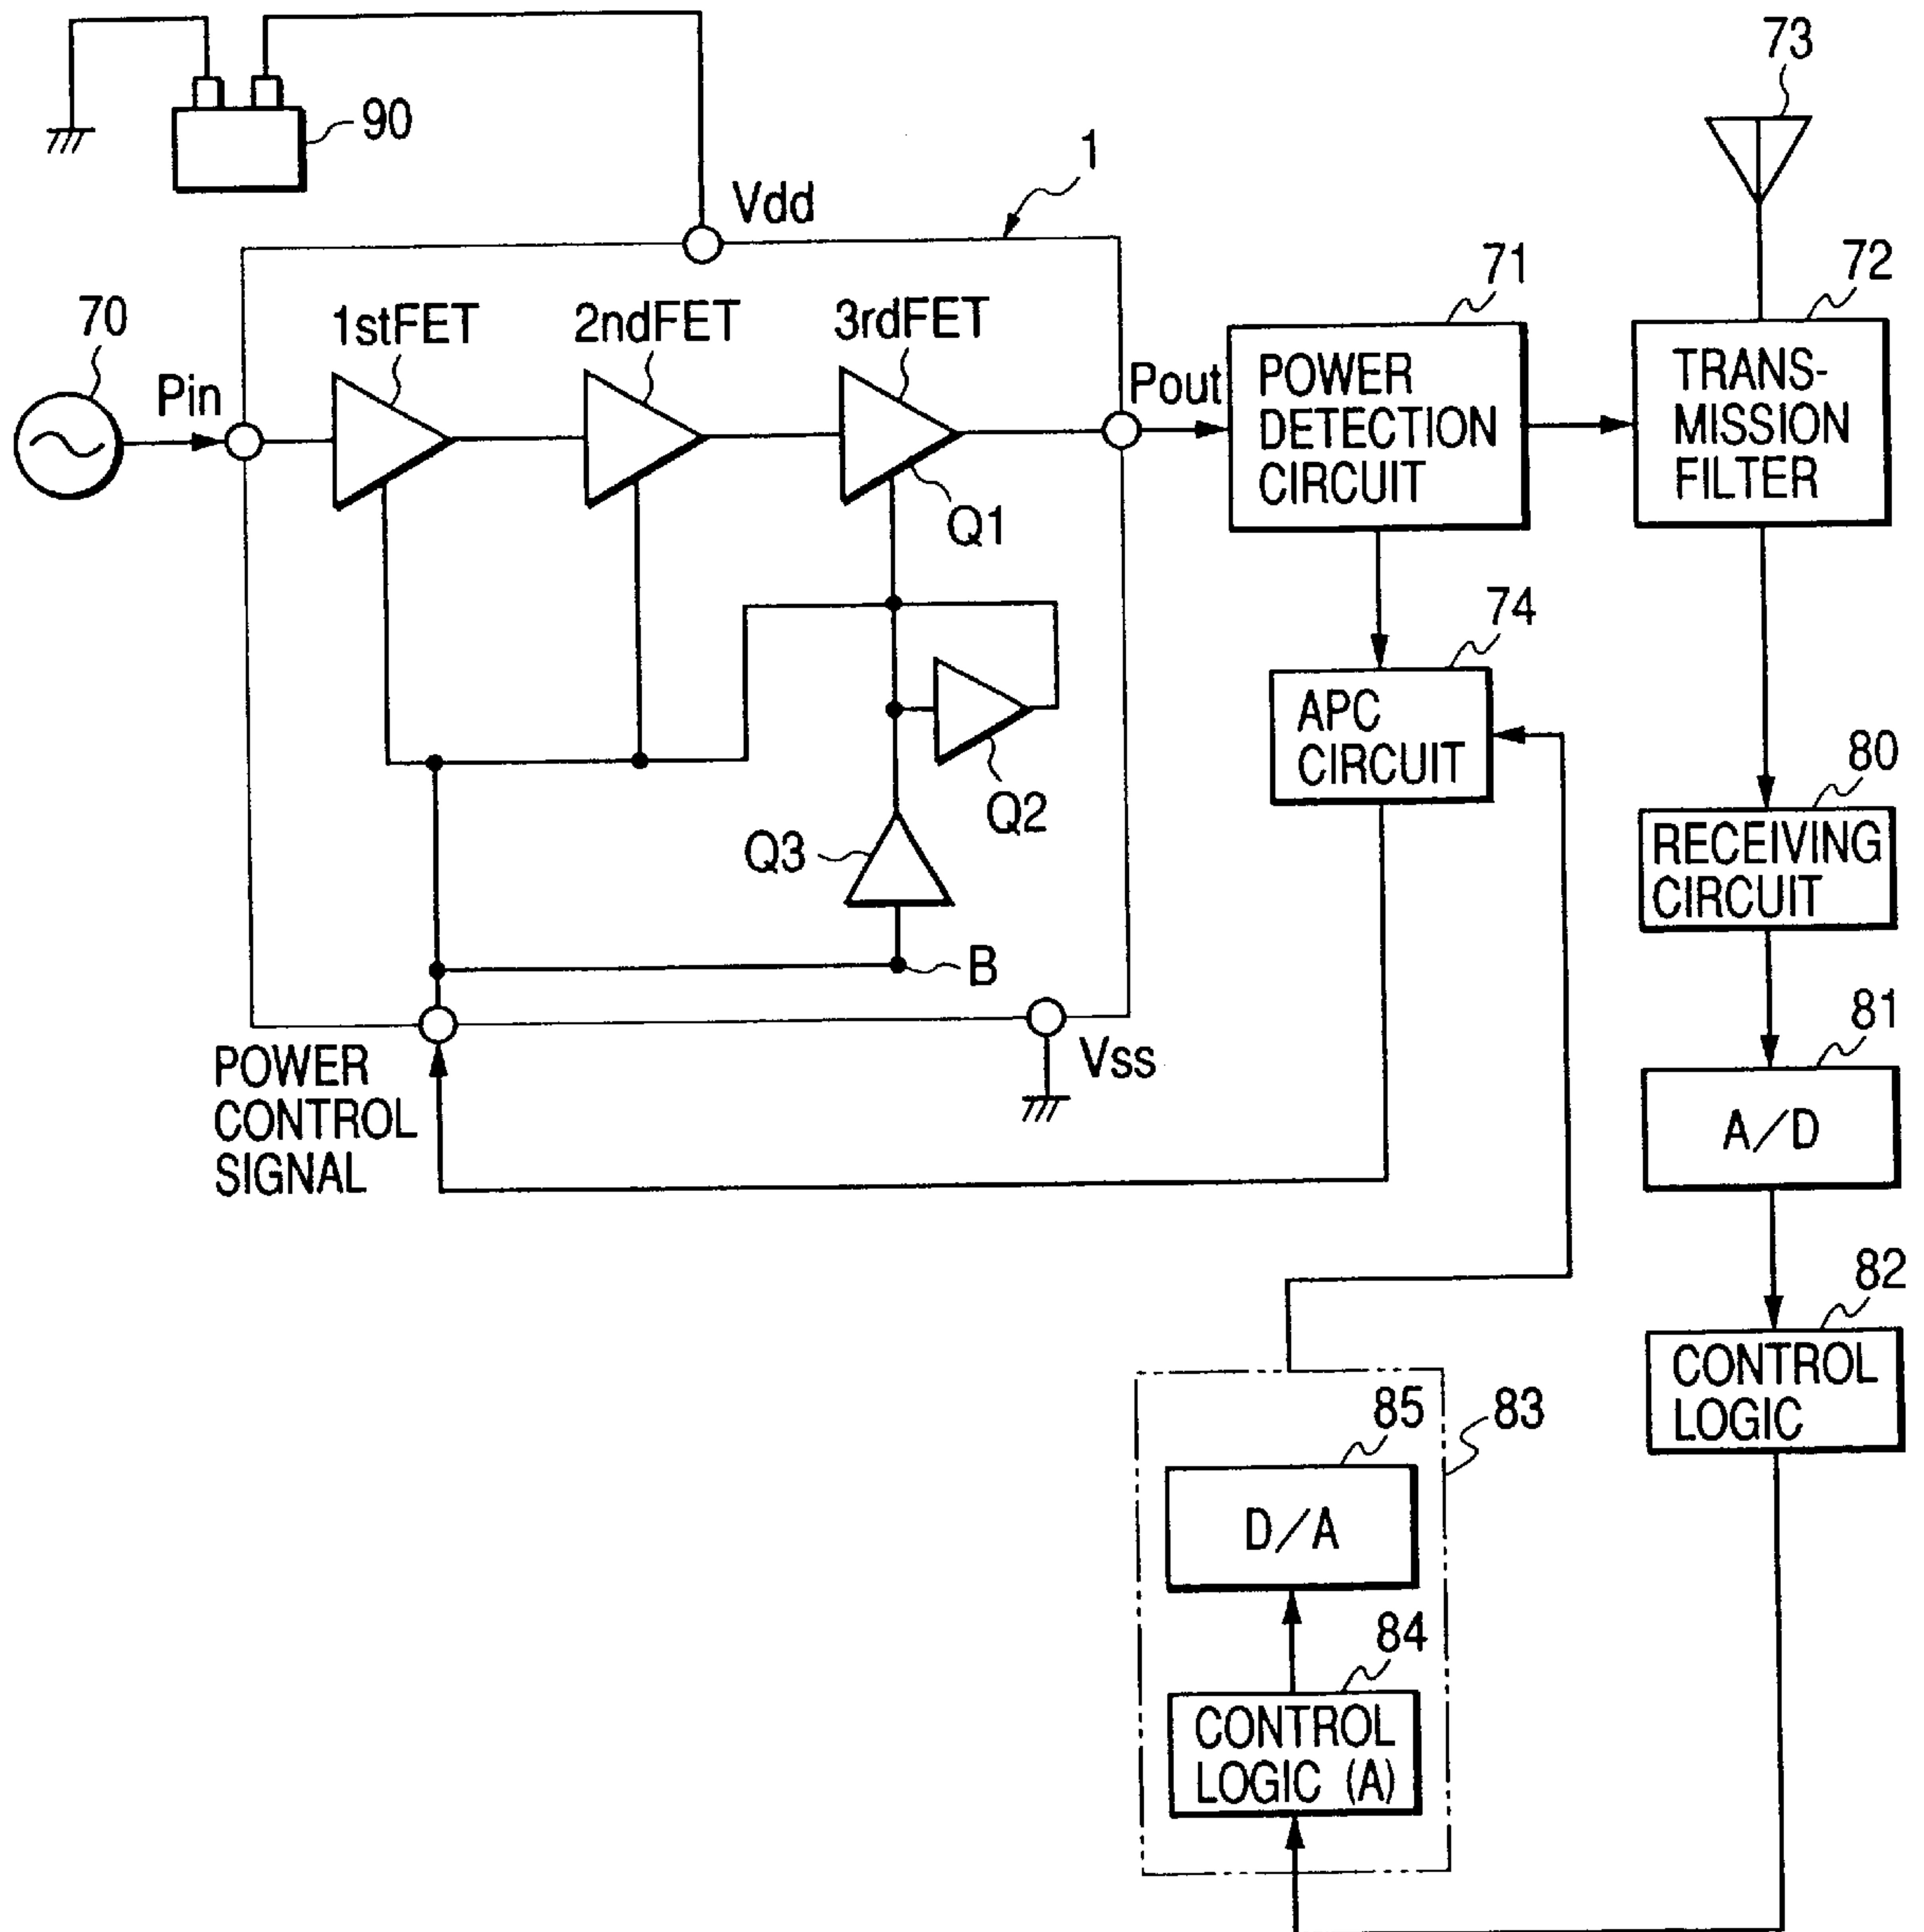 73
90
1
Vdd
71
72
70
1stFET
2ndFET
3rdFET
Pin
Pout
POWER
DETECTION
CIRCUIT
TRANS-
MISSION
FILTER
Q1
74
APC
CIRCUIT
80
Q2
Q3
RECEIVING
CIRCUIT
B
81
POWER
CONTROL
SIGNAL
Vss
A/D
82
CONTROL
LOGIC
85
83
D/A
84
CONTROL
LOGIC (A)